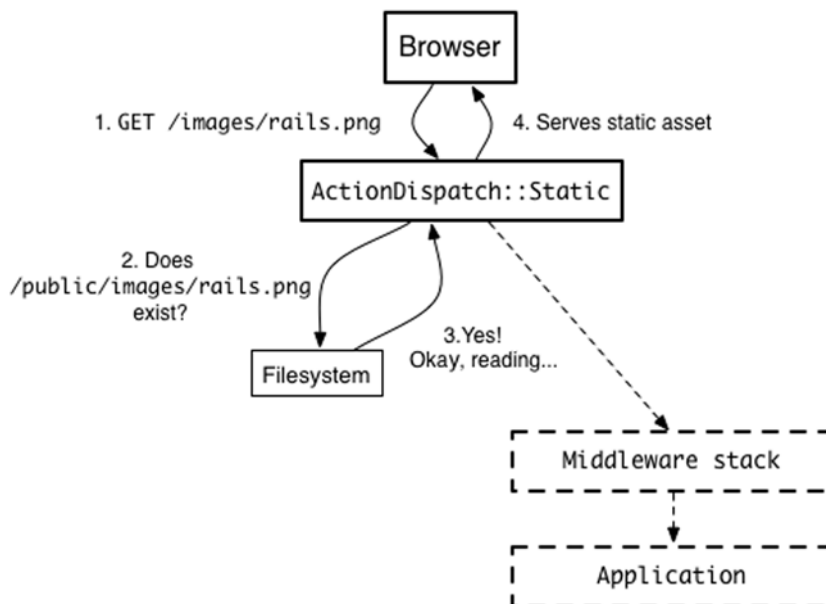 Browser
1. GET /images/rails.png
4. Serves static asset
ActionDispatch::Static
2. Does
/public/images/rails.png
exist?
3.Yes!
Okay, reading...
Filesystem
Middleware stack
Application